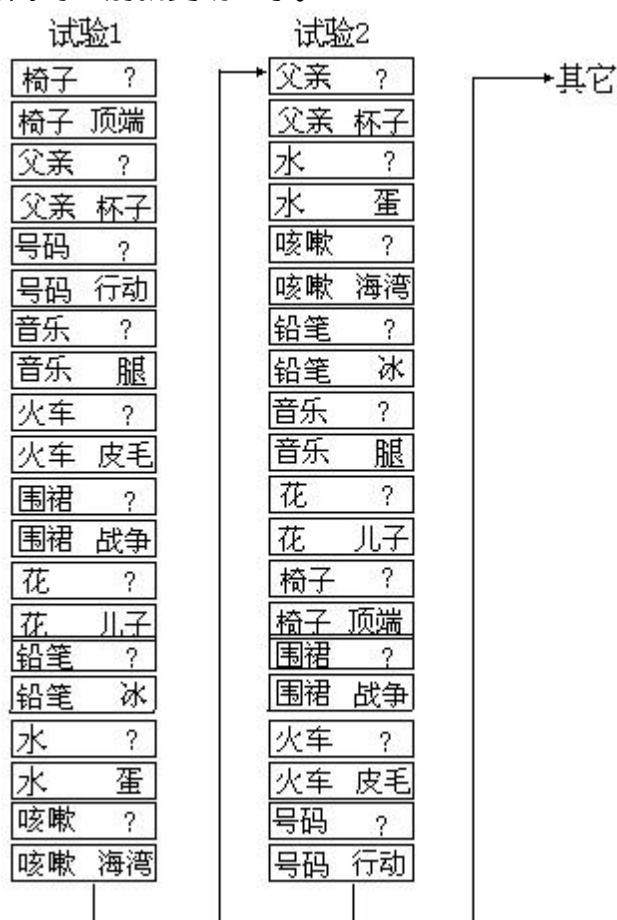 试验1
椅子 ?
椅子 顶端
父亲 ?
父亲 杯子
号码 ?
号码 行动
音乐 ?
音乐 腿
火车 ?
火车 皮毛
围裙 ?
围裙 战争
花 ?
花 儿子
铅笔 ?
铅笔 冰
水 ?
水 蛋
咳嗽 ?
咳嗽 海湾
试验2
父亲 ?
父亲 杯子
水 ?
水 蛋
咳嗽 ?
咳嗽 海湾
铅笔 ?
铅笔 冰
音乐 ?
音乐 腿
花 ?
花 儿子
椅子 ?
椅子 顶端
围裙 ?
围裙 战争
火车 ?
火车 皮毛
号码 ?
号码 行动
其它